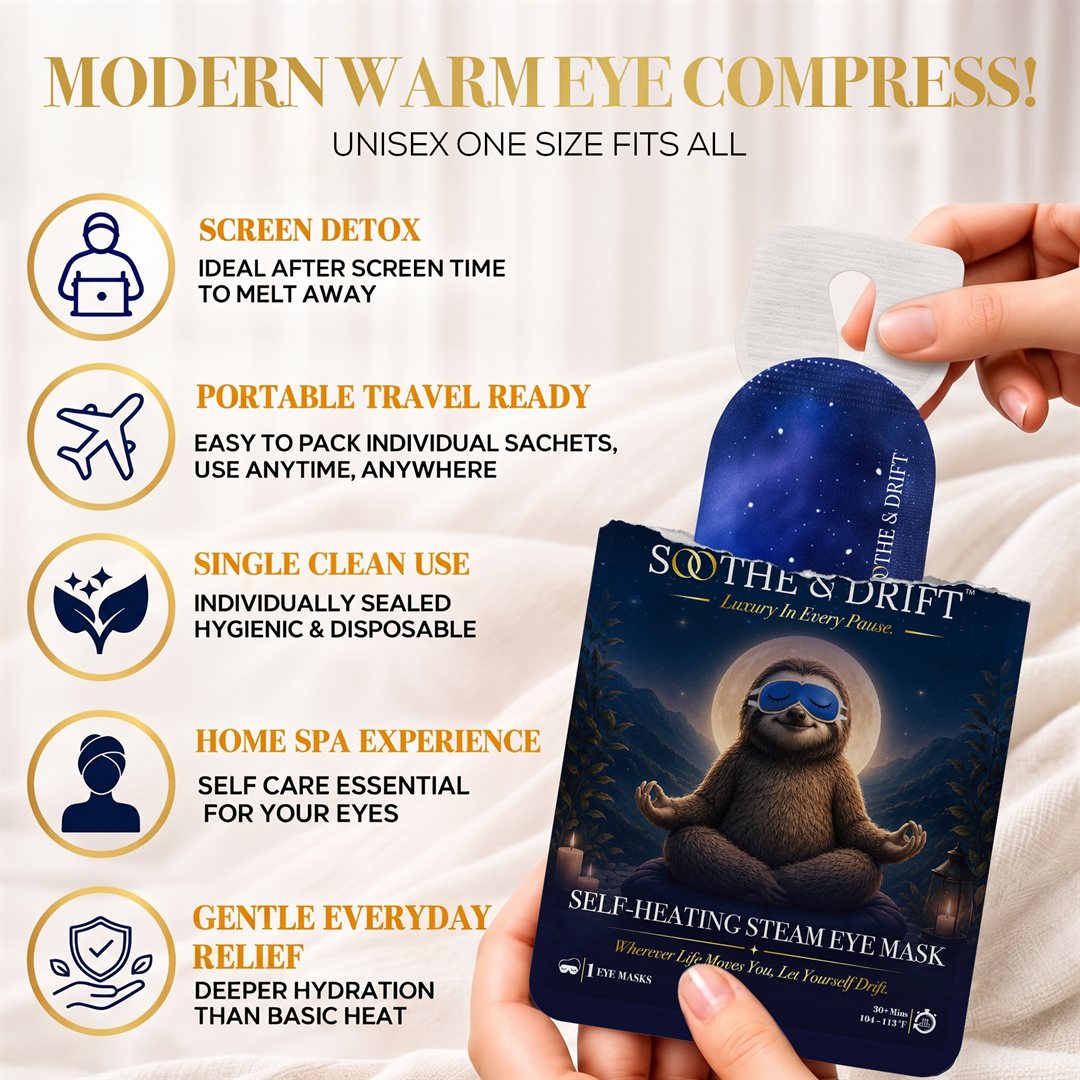 MODERN WARM EYE COMPRESS!
UNISEX ONE SIZE FITS ALL
SCREEN DETOX
IDEAL AFTER SCREEN TIME
TO MELT AWAY
PORTABLE TRAVEL READY
EASY TO PACK INDIVIDUAL SACHETS,
USE ANYTIME, ANYWHERE
SINGLE CLEAN USE
INDIVIDUALLY SEALED
HYGIENIC & DISPOSABLE
HOME SPA EXPERIENCE
SELF CARE ESSENTIAL
FOR YOUR EYES
GENTLE EVERYDAY
RELIEF
DEEPER HYDRATION
THAN BASIC HEAT
OTHE & DRIFT
SOOTHE & DRIFT™
Luxury In Every Pause.
SELF-HEATING STEAM EYE MASK
Wherever Life Moves You, Let Yourself Drift.
1 EYE MASKS
30+ Mins
104 - 113 °F